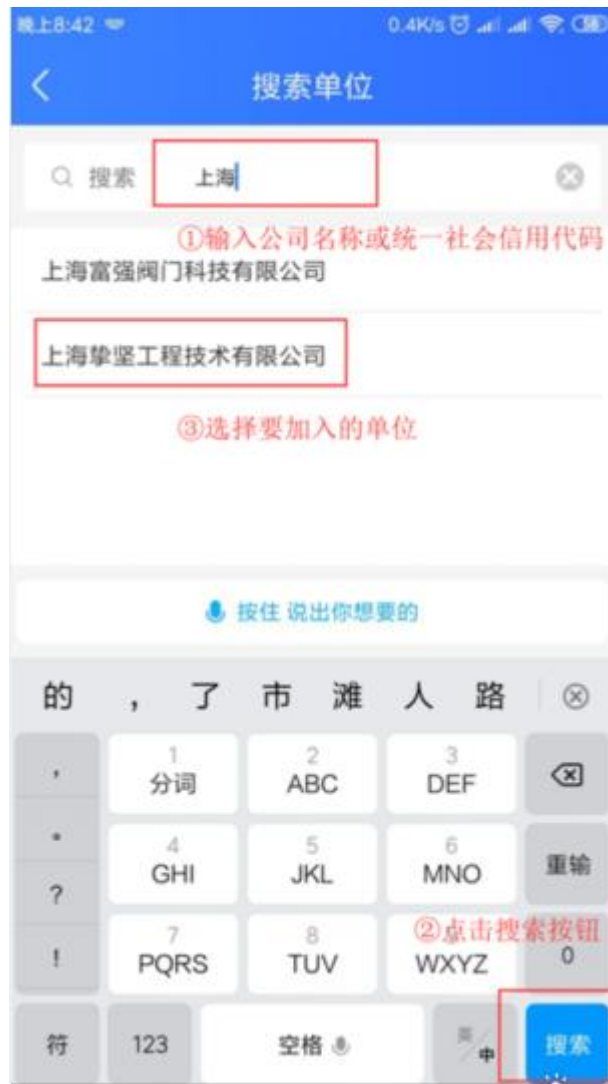 晚上8:42 0.4K/s
搜索单位
搜索 上海
①输入公司名称或统一社会信用代码
上海富强阀门科技有限公司
上海挚坚工程技术有限公司
③选择要加入的单位
按住 说出你想要的
的 ， 了 市 滩 人 路
， 1 2 3
分词 ABC DEF
。 4 5 6
GHI JKL MNO 重输
？
7 8 ②点击搜索按钮
！ PQRS TUV WXYZ 0
符 123 空格 英/中 搜索